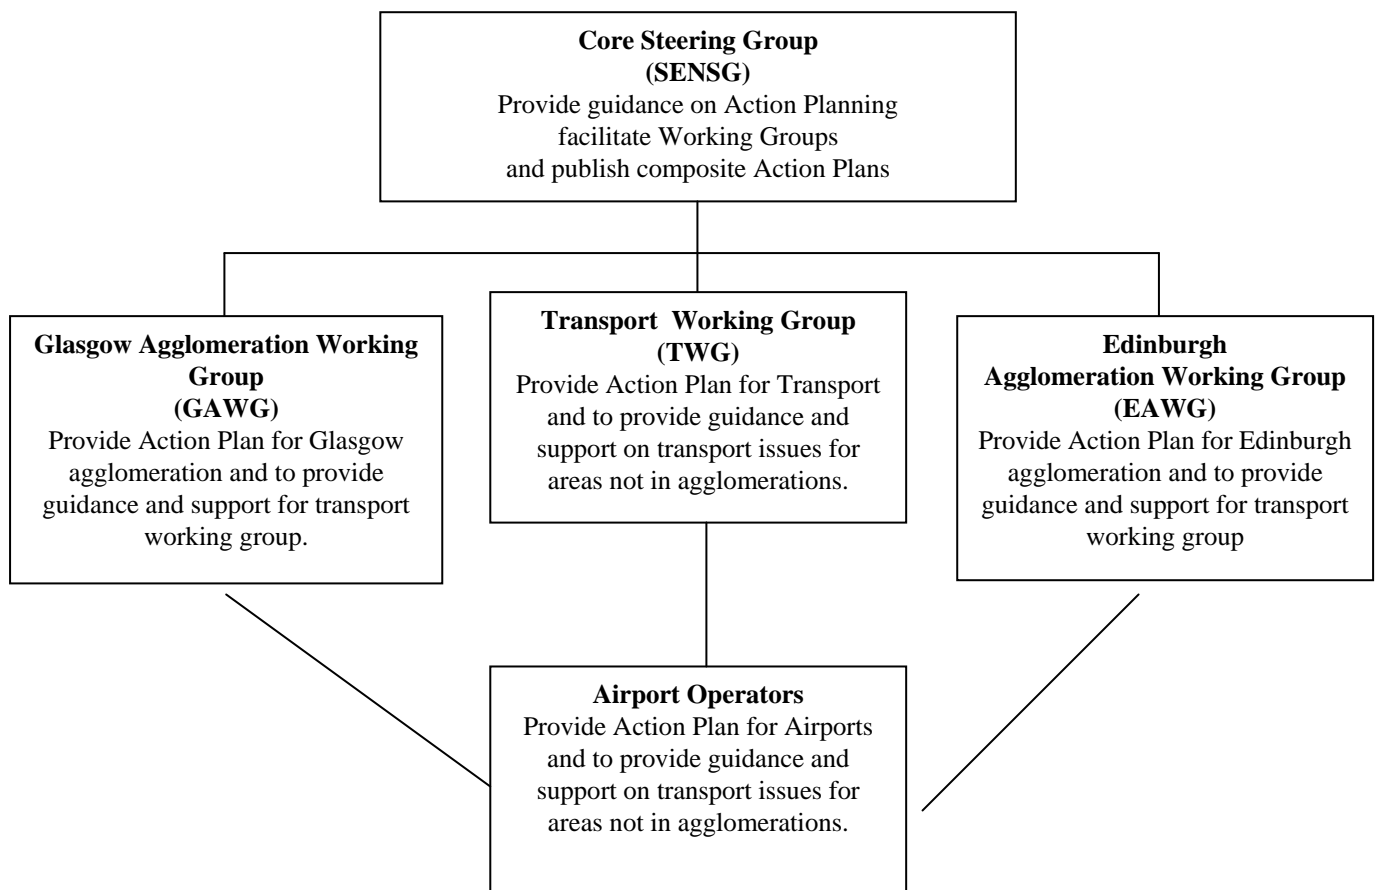 Core Steering Group
(SENSG)
Provide guidance on Action Planning
facilitate Working Groups
and publish composite Action Plans
Glasgow Agglomeration Working
Group
(GAWG)
Provide Action Plan for Glasgow
agglomeration and to provide
guidance and support for transport
working group.
Transport Working Group
(TWG)
Provide Action Plan for Transport
and to provide guidance and
support on transport issues for
areas not in agglomerations.
Edinburgh
Agglomeration Working Group
(EAWG)
Provide Action Plan for Edinburgh
agglomeration and to provide
guidance and support for transport
working group
Airport Operators
Provide Action Plan for Airports
and to provide guidance and
support on transport issues for
areas not in agglomerations.